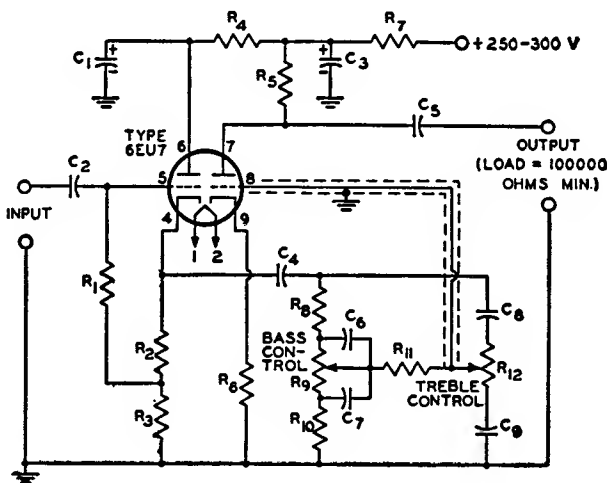 R4
R7
+250-300 V
C1
+
-
R5
+
-
C3
C5
TYPE
6EU7
6
7
OUTPUT
(LOAD = 100000
OHMS MIN.)
C2
5
8
INPUT
4
9
1
2
C4
R1
R8
C6
C8
R2
BASS
CON-
TROL
R11
R12
R6
R9
TREBLE
CONTROL
C7
R3
R10
C9